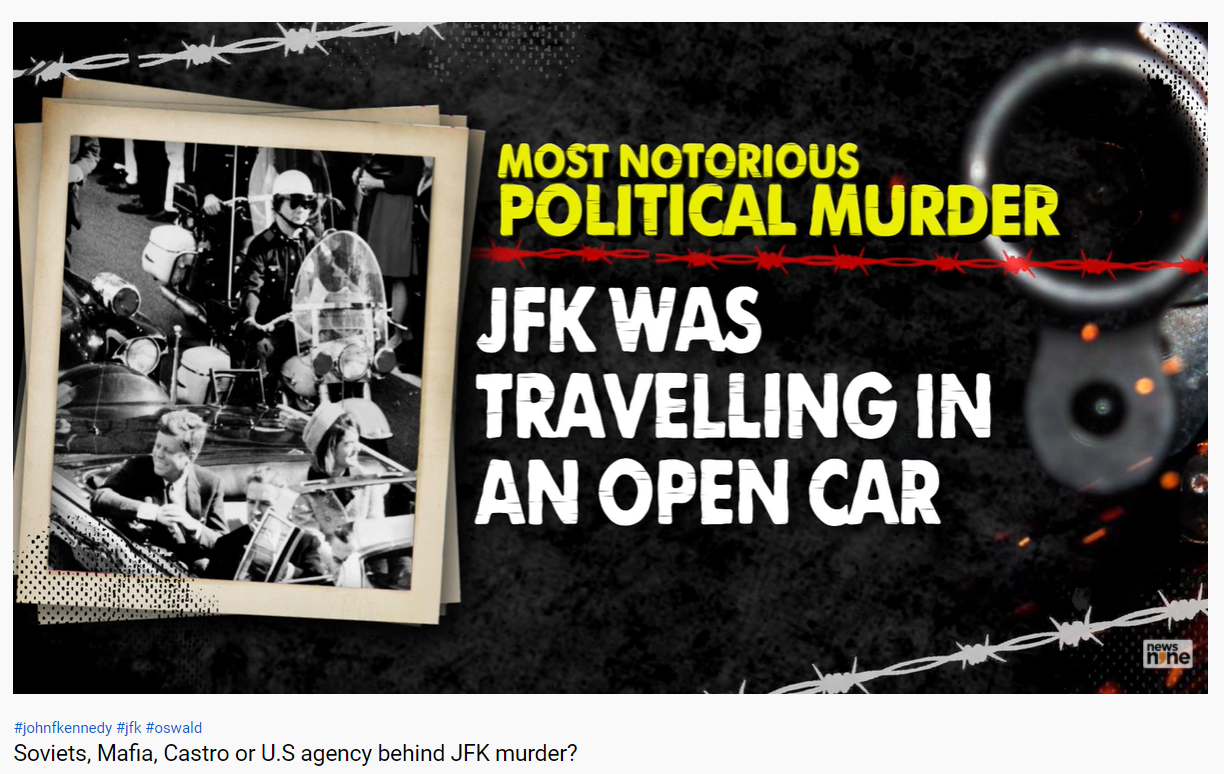 MOST NOTORIOUS
POLITICAL MURDER
JFK WAS
TRAVELLING IN
AN OPEN CAR
news
n9ne
#johnfkennedy #jfk #oswald
Soviets, Mafia, Castro or U.S agency behind JFK murder?